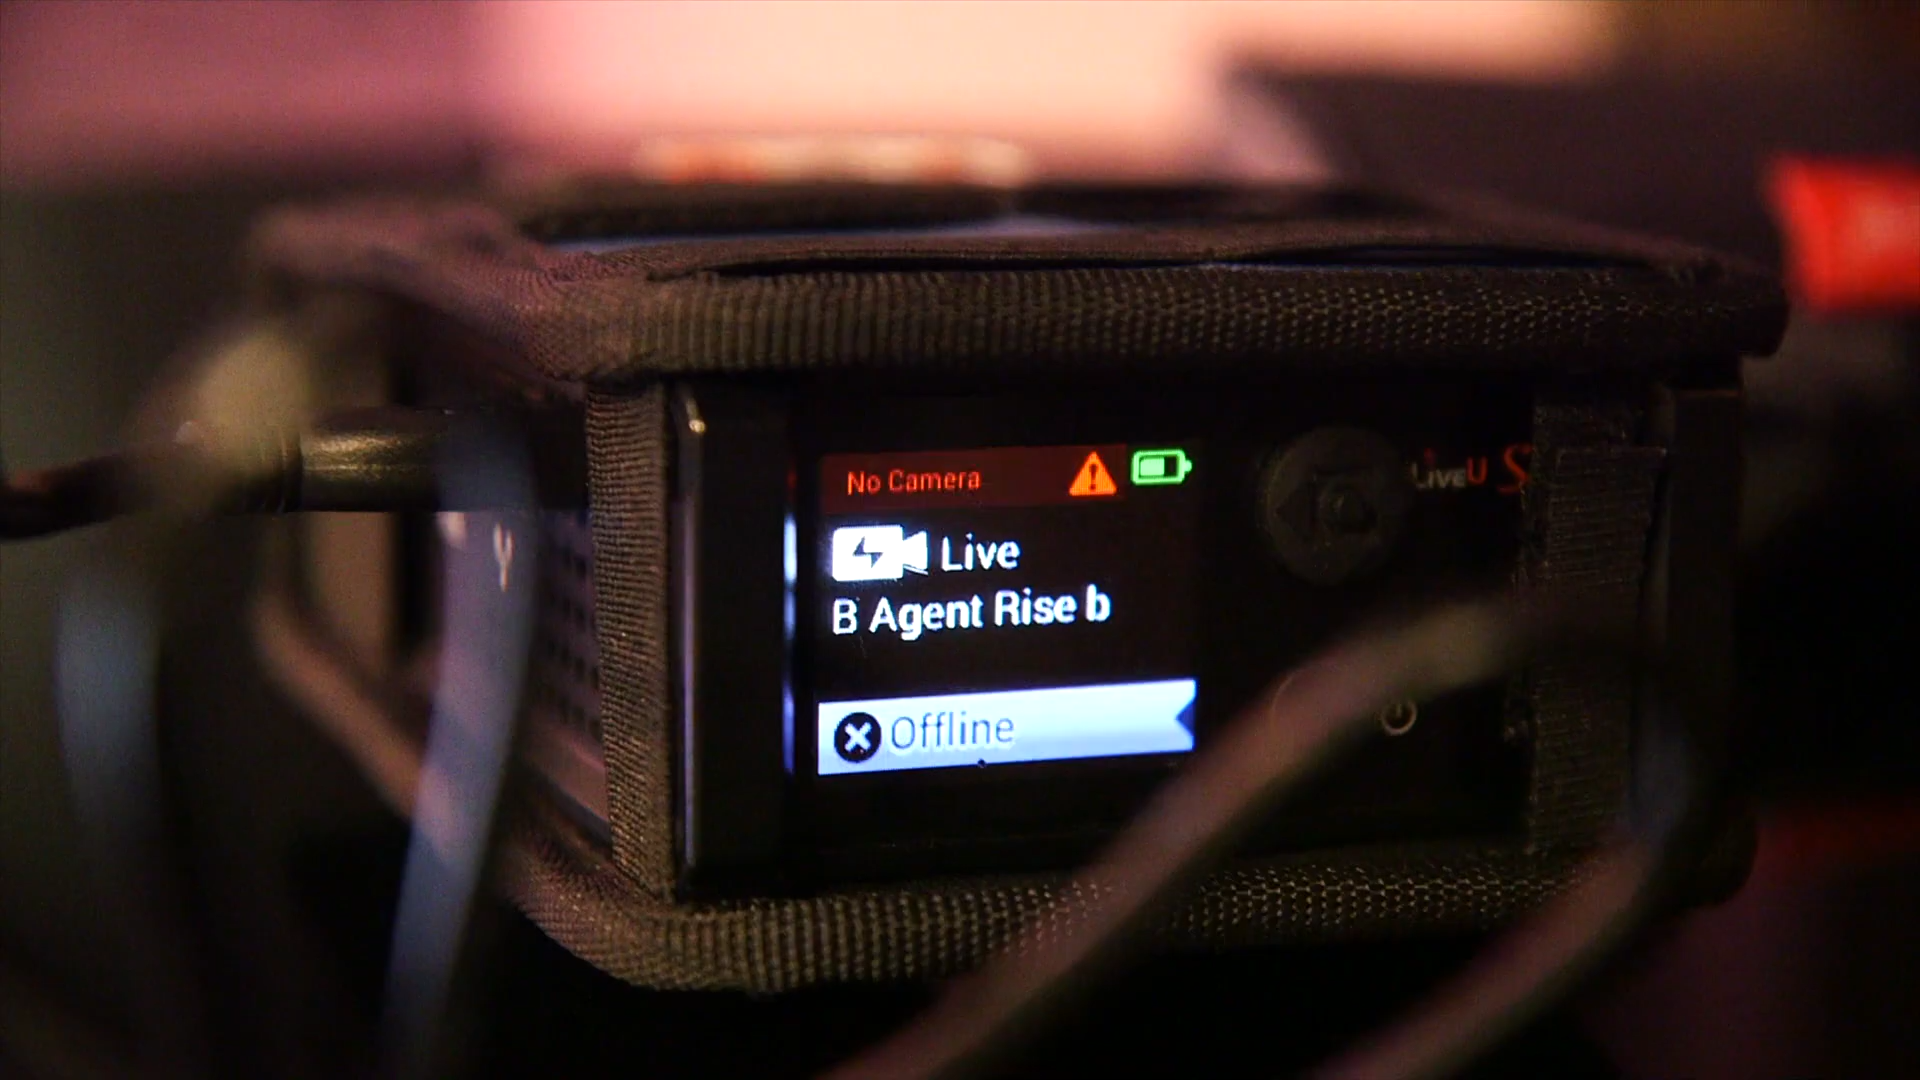 No Camera
Live
B Agent Rise b
Offline
LiveU S